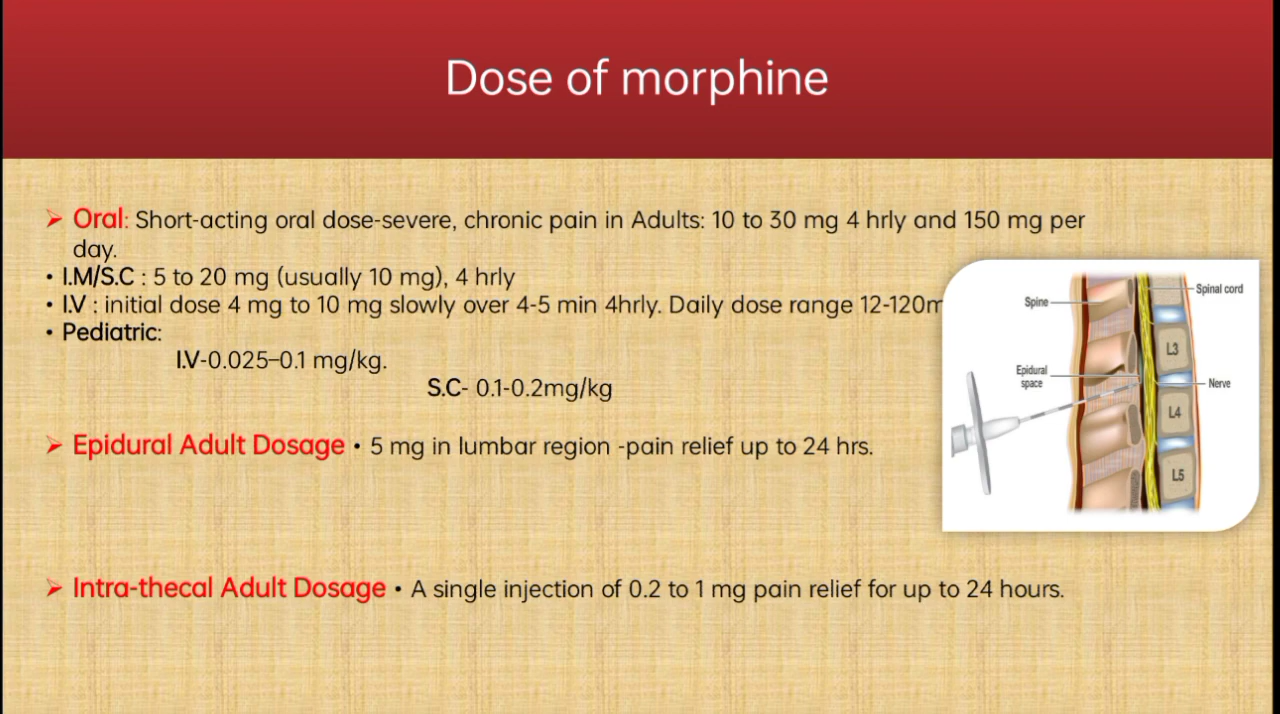 Dose of morphine
➢ Oral: Short-acting oral dose-severe, chronic pain in Adults: 10 to 30 mg 4 hrly and 150 mg per
day.
• I.M/S.C : 5 to 20 mg (usually 10 mg), 4 hrly
• I.V : initial dose 4 mg to 10 mg slowly over 4-5 min 4hrly. Daily dose range 12-120m
• Pediatric:
I.V-0.025–0.1 mg/kg.
S.C- 0.1-0.2mg/kg
➢ Epidural Adult Dosage • 5 mg in lumbar region -pain relief up to 24 hrs.
➢ Intra-thecal Adult Dosage • A single injection of 0.2 to 1 mg pain relief for up to 24 hours.
Spine
Spinal cord
L3
Epidural
space
Nerve
L4
L5